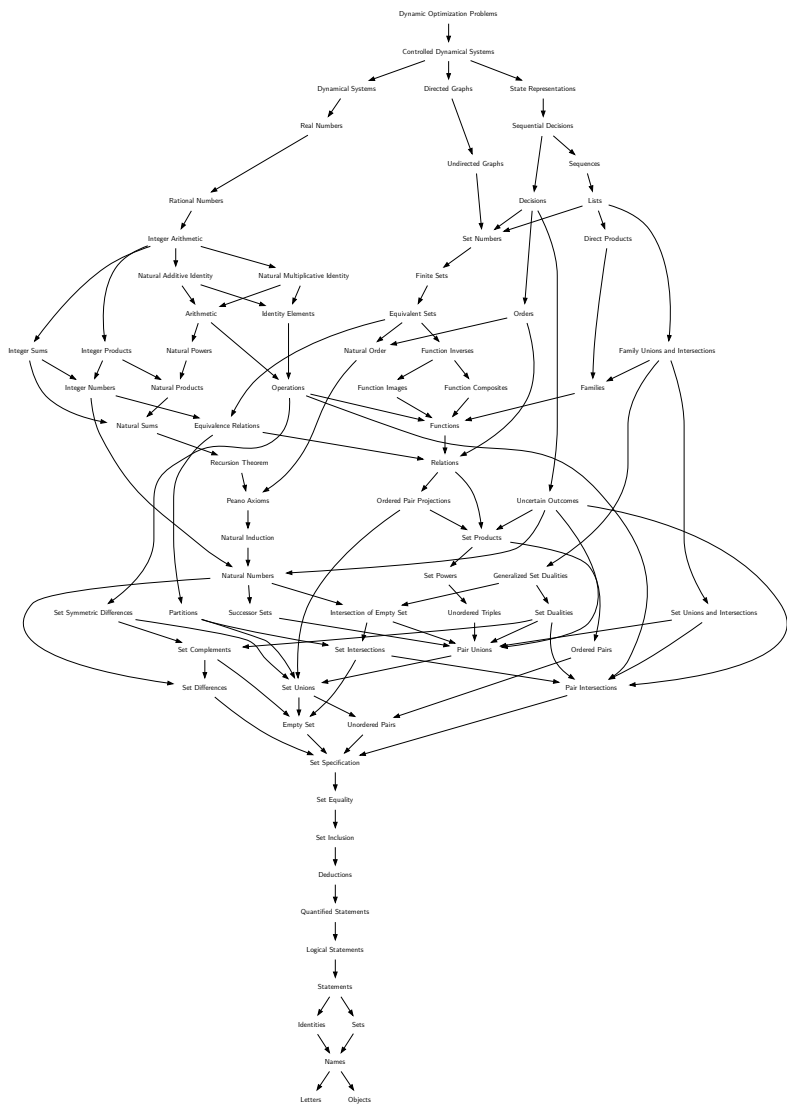 Dynamic Optimization Problems
Controlled Dynamical Systems
Dynamical Systems
Directed Graphs
State Representations
Real Numbers
Sequential Decisions
Undirected Graphs
Sequences
Rational Numbers
Decisions
Lists
Integer Arithmetic
Set Numbers
Direct Products
Natural Additive Identity
Natural Multiplicative Identity
Finite Sets
Arithmetic
Identity Elements
Equivalent Sets
Orders
Integer Sums
Integer Products
Natural Powers
Natural Order
Function Inverses
Family Unions and Intersections
Integer Numbers
Natural Products
Operations
Function Images
Function Composites
Families
Natural Sums
Equivalence Relations
Functions
Recursion Theorem
Relations
Peano Axioms
Ordered Pair Projections
Uncertain Outcomes
Natural Induction
Set Products
Natural Numbers
Set Powers
Generalized Set Dualities
Set Symmetric Differences
Partitions
Successor Sets
Intersection of Empty Set
Unordered Triples
Set Dualities
Set Unions and Intersections
Set Complements
Set Intersections
Pair Unions
Ordered Pairs
Set Differences
Set Unions
Pair Intersections
Empty Set
Unordered Pairs
Set Specification
Set Equality
Set Inclusion
Deductions
Quantified Statements
Logical Statements
Statements
Identities
Sets
Names
Letters
Objects